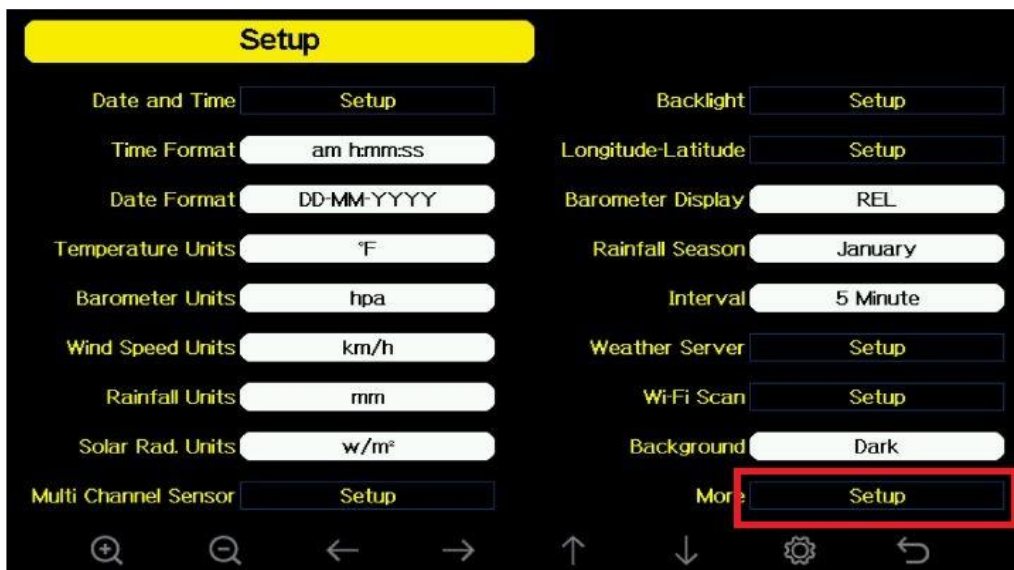 Setup
Date and Time Setup
Time Format am h:mm:ss
Date Format DD-MM-YYYY
Temperature Units °F
Barometer Units hpa
Wind Speed Units km/h
Rainfall Units mm
Solar Rad. Units w/m²
Multi Channel Sensor Setup
Backlight Setup
Longitude-Latitude Setup
Barometer Display REL
Rainfall Season January
Interval 5 Minute
Weather Server Setup
Wi-Fi Scan Setup
Background Dark
More Setup